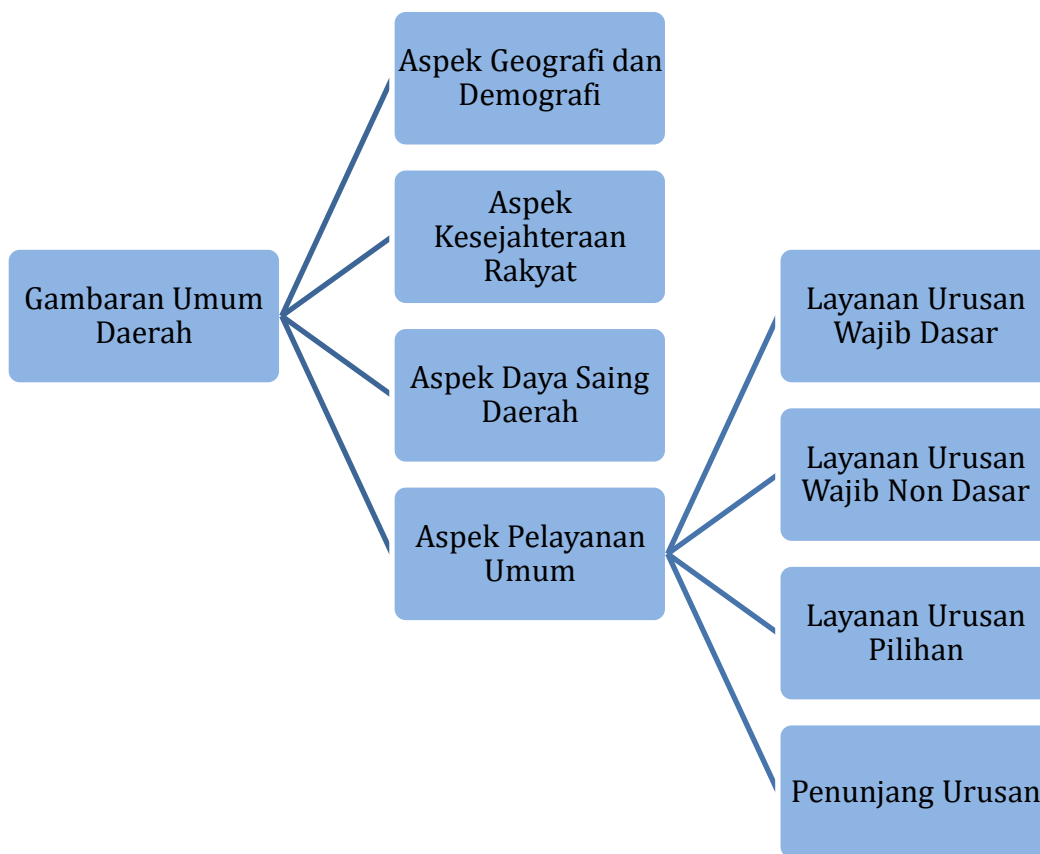 Gambaran Umum
Daerah
Aspek Geografi dan
Demografi
Aspek
Kesejahteraan
Rakyat
Aspek Daya Saing
Daerah
Aspek Pelayanan
Umum
Layanan Urusan
Wajib Dasar
Layanan Urusan
Wajib Non Dasar
Layanan Urusan
Pilihan
Penunjang Urusan